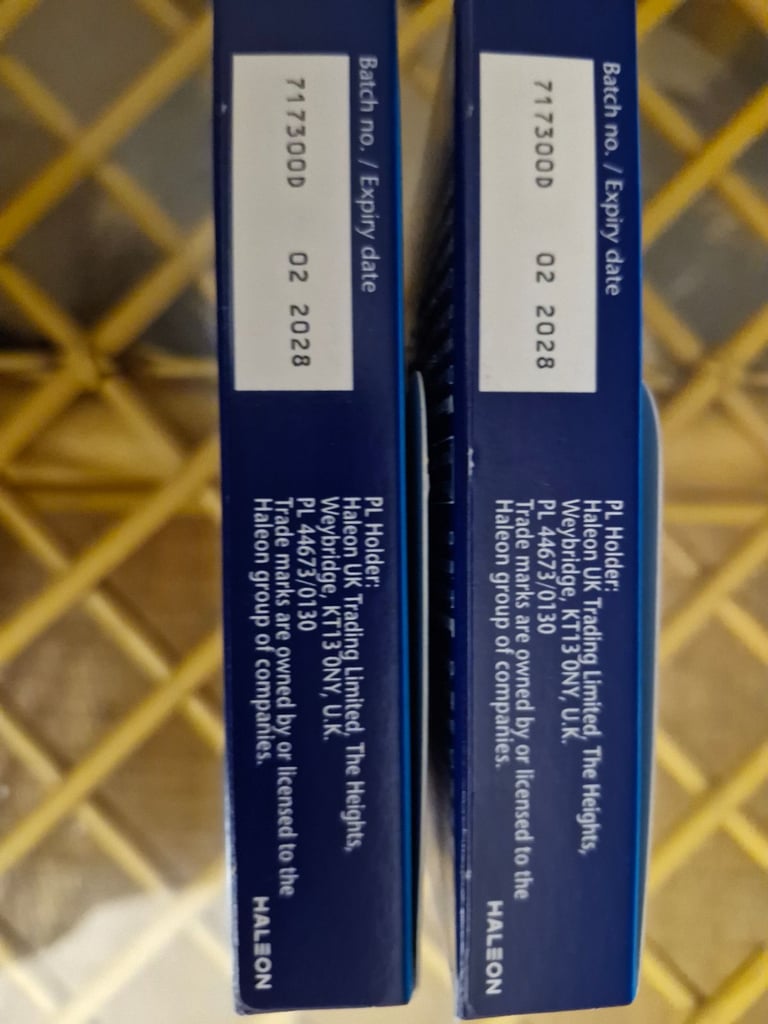 Batch no. / Expiry date
717300D 02 2028
PL Holder:
Haleon UK Trading Limited, The Heights,
Weybridge, KT13 0NY, U.K.
PL 44673/0130
Trade marks are owned by or licensed to the
Haleon group of companies.
HALEON
Batch no. / Expiry date
717300D 02 2028
PL Holder:
Haleon UK Trading Limited, The Heights,
Weybridge, KT13 0NY, U.K.
PL 44673/0130
Trade marks are owned by or licensed to the
Haleon group of companies.
HALEON